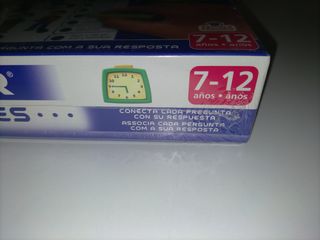 PREGUNTA COM A SUA RESPOSTA
7-12
años • anos
R
7-12
años • anos
ES...
CONECTA CADA PREGUNTA
CON SU RESPUESTA
ASSOCIA CADA PERGUNTA
COM A SUA RESPOSTA